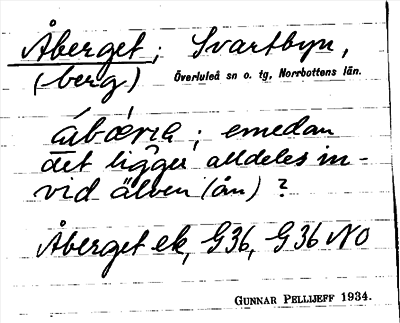 Åberget; Svartbyn,
(-berg) Överluleå sn o. tg, Norrbottens län.
emedan
det ligger alldeles in-
vid älven (ån)?
Åberget ek, G36, G36 NO
GUNNAR PELLIJEFF 1934.